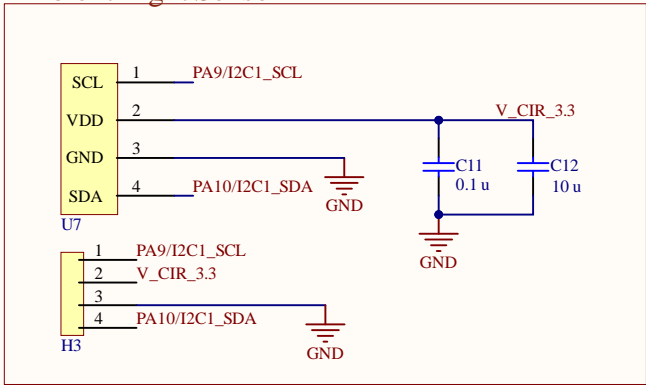 1 PA9/I2C1_SCL
SCL
2 V_CIR_3.3
VDD
3
GND
C11 C12
4 PA10/I2C1_SDA 0.1 u 10 u
SDA
GND
U7
1 PA9/I2C1_SCL
GND
2 V_CIR_3.3
3
4 PA10/I2C1_SDA
H3
GND